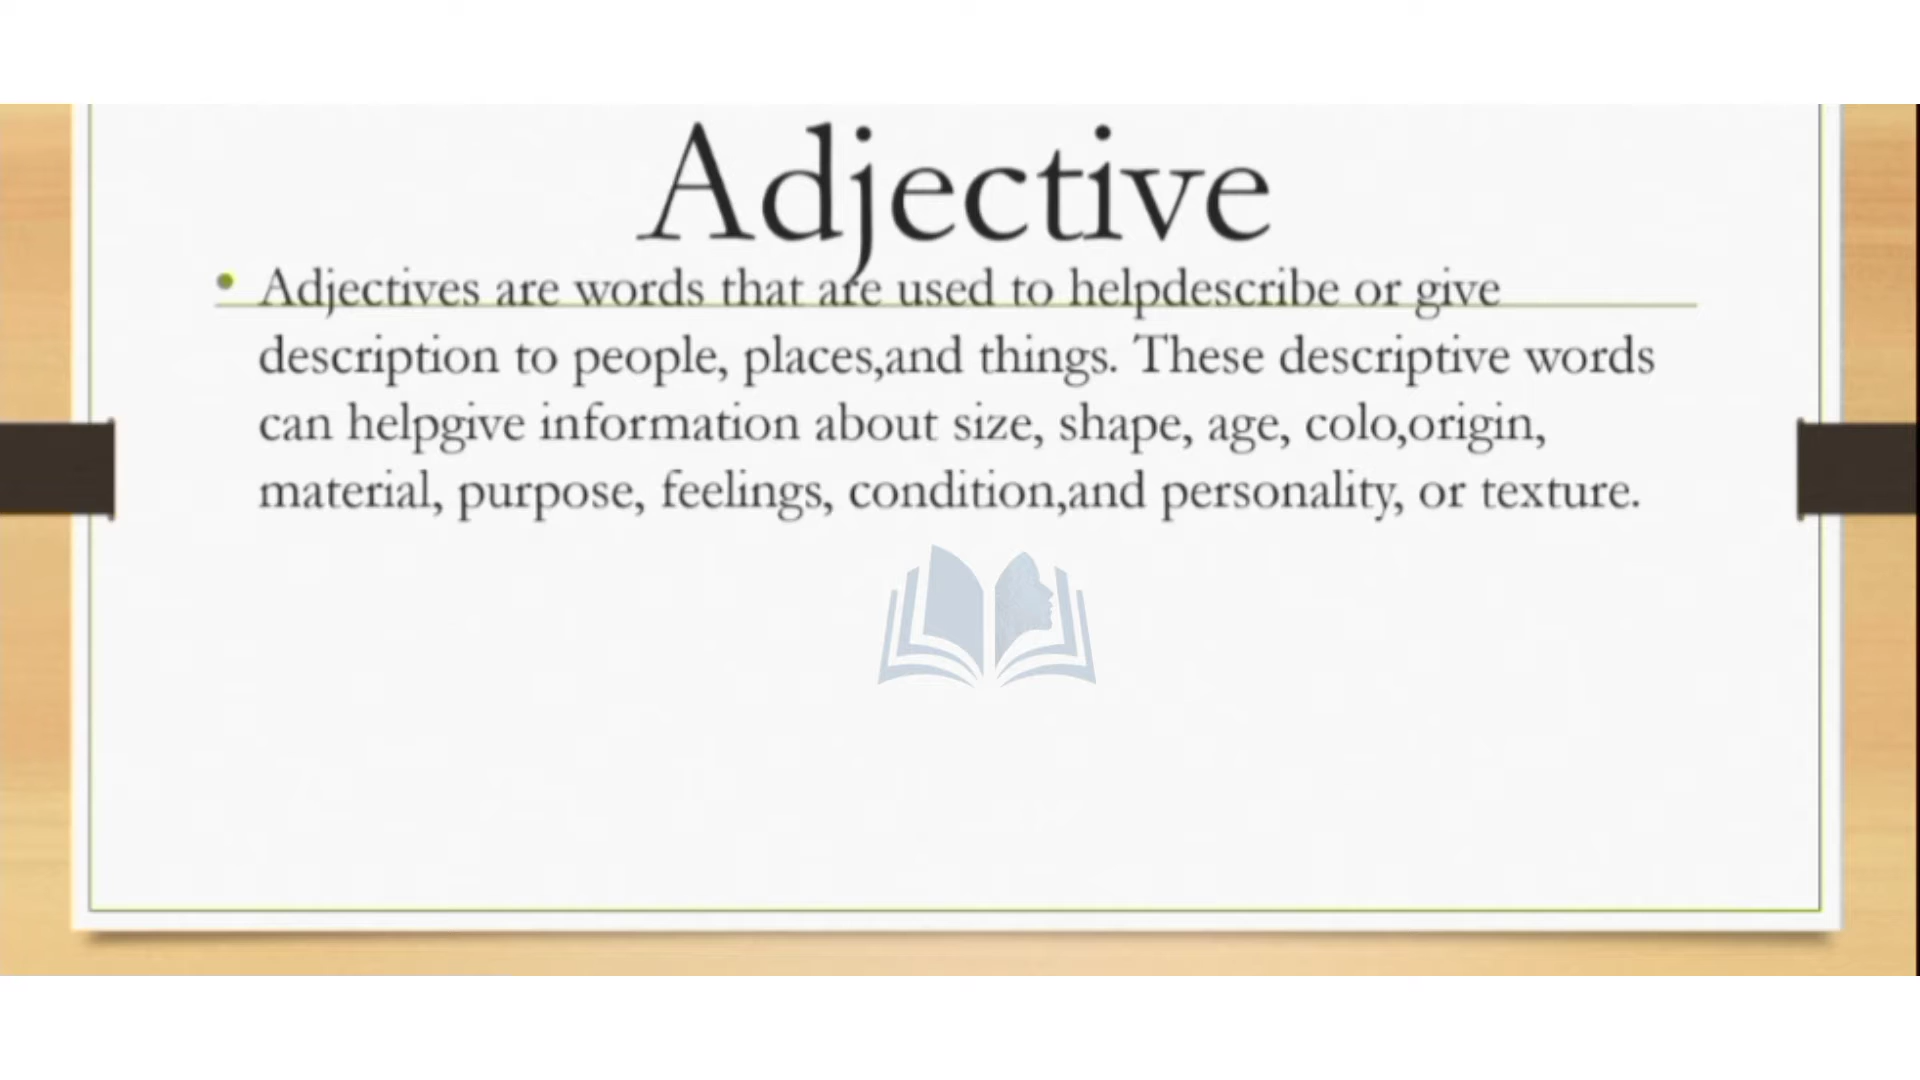 Adjective
Adjectives are words that are used to helpdescribe or give
description to people, places,and things. These descriptive words
can helpgive information about size, shape, age, colo,origin,
material, purpose, feelings, condition,and personality, or texture.